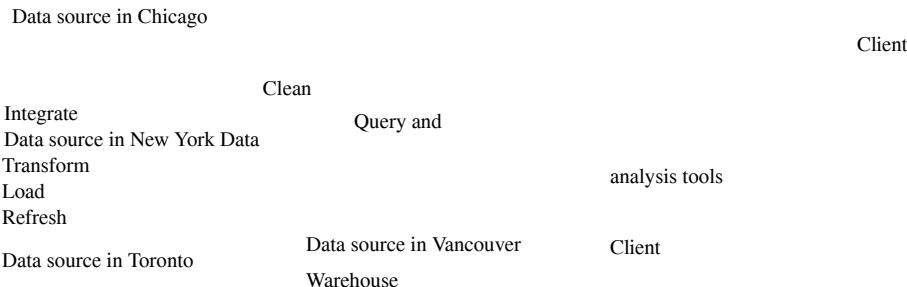 Data source in Chicago
Client
Clean
Integrate
Query and
Data source in New York Data
Transform
analysis tools
Load
Refresh
Data source in Vancouver
Client
Data source in Toronto
Warehouse